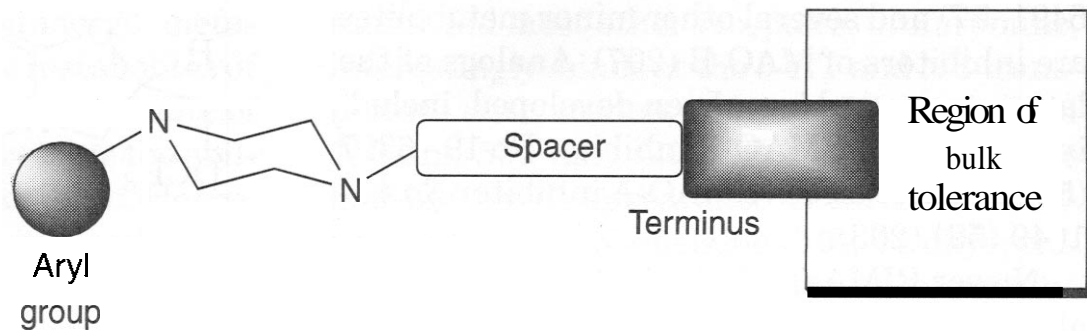 Region of
bulk
tolerance
N
Spacer
N
Terminus
Aryl
group